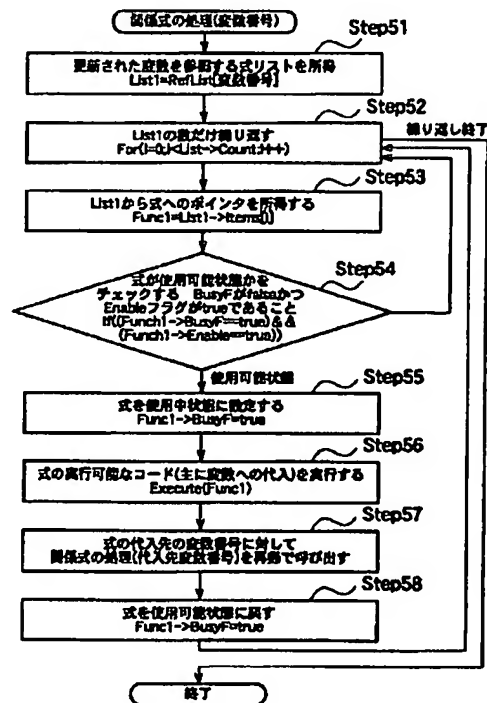 関係式の処理(変数番号)
Step51
更新された変数を参照する式リストを所得
List1=RefList[変数番号]
Step52
List1の数だけ繰り返す
For(i=0;i<List->Count;i++)
繰り返し終了
Step53
List1から式へのポインタを所得する
Func1=List1->Items[i]
Step54
式が使用可能状態かを
チェックする BusyFがfalseかつ
Enableフラグがtrueであること
If((Funch1->BusyF==true)&&
(Funch1->Enable==true))
使用可能状態
Step55
式を使用中状態に設定する
Func1->BusyF=true
Step56
式の実行可能なコード(主に変数への代入)を実行する
Execute(Func1)
Step57
式の代入先の変数番号に対して
関係式の処理(代入先変数番号)を再帰で呼び出す
Step58
式を使用可能状態に戻す
Func1->BusyF=true
終了